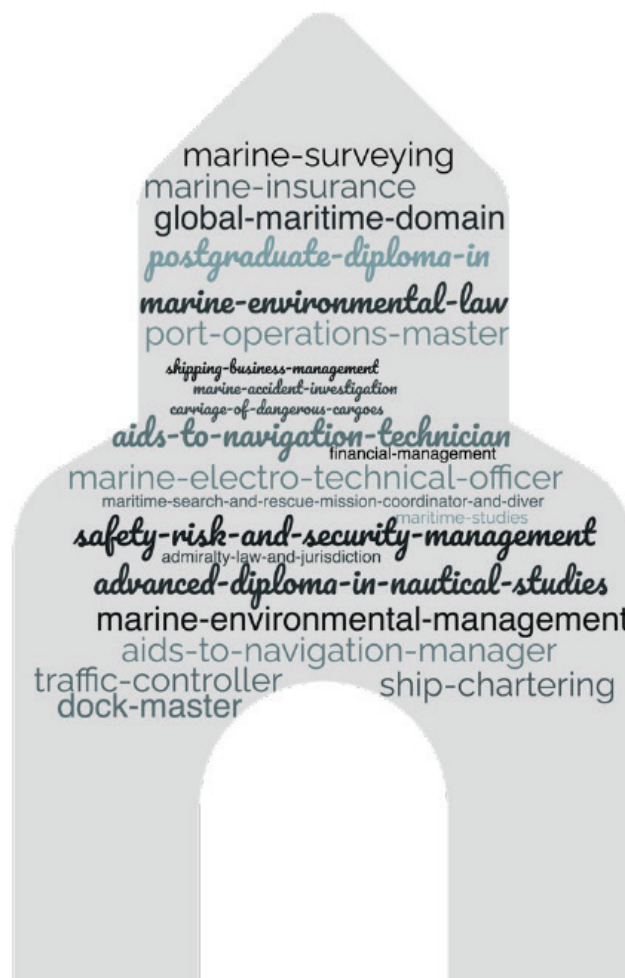 marine-surveying
marine-insurance
global-maritime-domain
postgraduate-diploma-in
marine-environmental-law
port-operations-master
shipping-business-management
marine-accident-investigation
carriage-of-dangerous-cargoes
aids-to-navigation-technician
financial-management
marine-electro-technical-officer
maritime-search-and-rescue-mission-coordinator-and-diver
maritime-studies
safety-risk-and-security-management
admiralty-law-and-jurisdiction
advanced-diploma-in-nautical-studies
marine-environmental-management
aids-to-navigation-manager
traffic-controller
ship-chartering
dock-master